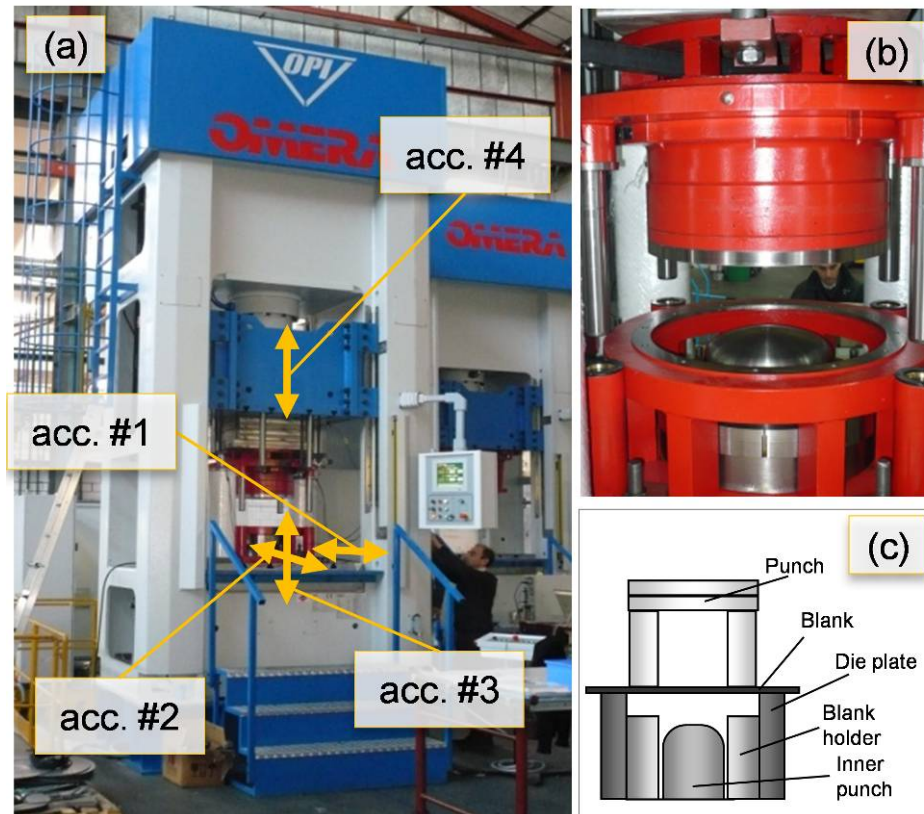 (a)
OPI
OMERA
acc. #4
OMERA
acc. #1
acc. #2
acc. #3
(b)
(c)
Punch
Blank
Die plate
Blank
holder
Inner
punch